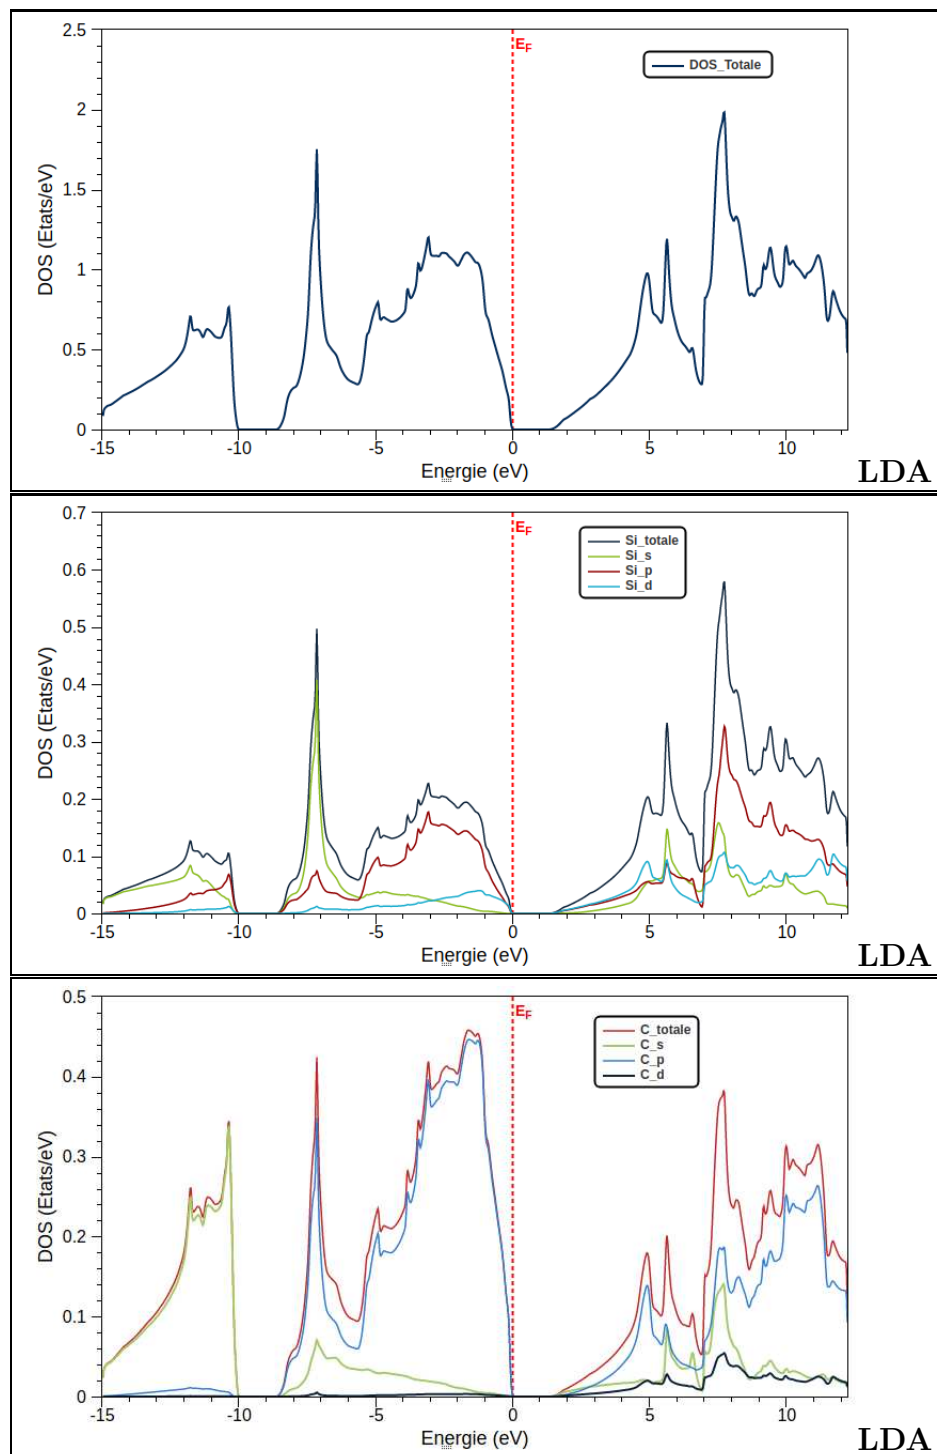 2.5
E_F
DOS_Totale
2
1.5
DOS (Etats/eV)
1
0.5
0
-15 -10 -5 0 5 10
Energie (eV)
LDA
0.7
E_F
Si_totale
Si_s
Si_p
Si_d
0.6
0.5
0.4
DOS (Etats/eV)
0.3
0.2
0.1
0
-15 -10 -5 0 5 10
Energie (eV)
LDA
0.5
E_F
C_totale
C_s
C_p
C_d
0.4
0.3
DOS (Etats/eV)
0.2
0.1
0
-15 -10 -5 0 5 10
Energie (eV)
LDA